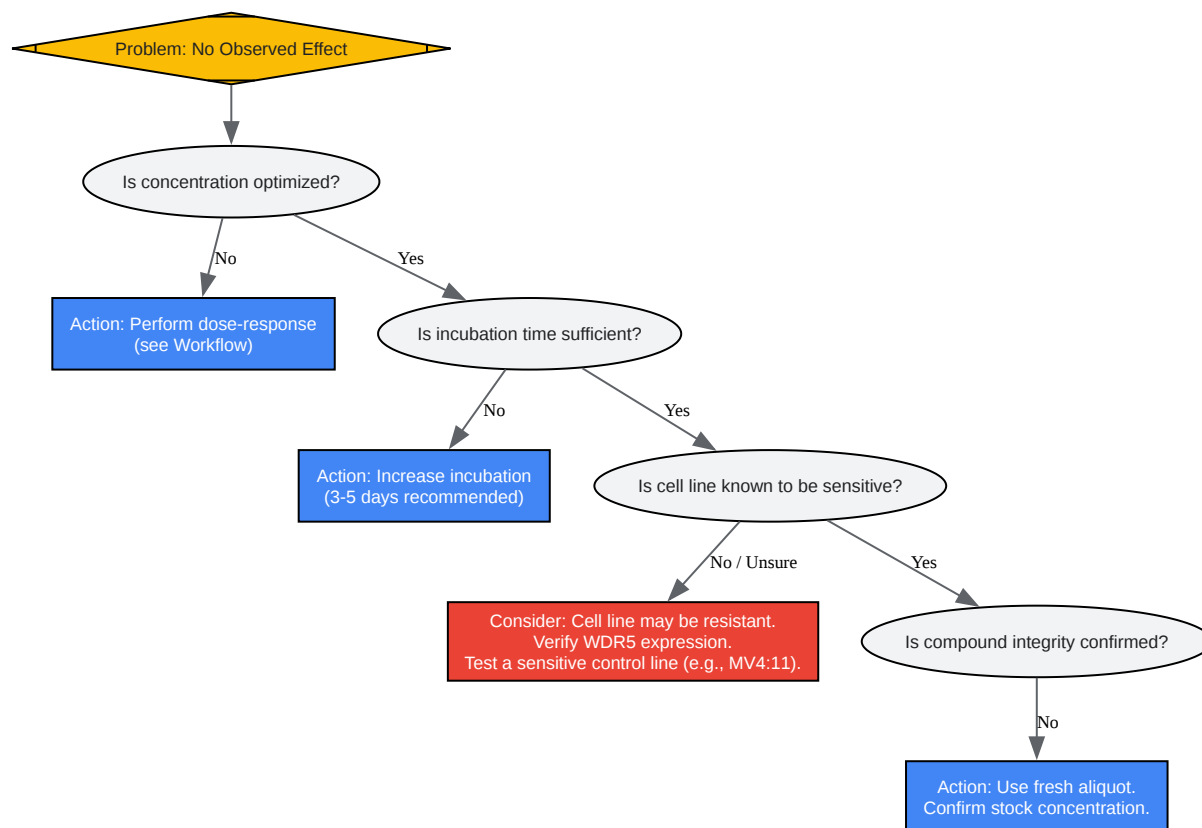 Problem: No Observed Effect
Is concentration optimized?
No
Yes
Action: Perform dose-response
(see Workflow)
Is incubation time sufficient?
No
Yes
Action: Increase incubation
(3-5 days recommended)
Is cell line known to be sensitive?
No / Unsure
Yes
Consider: Cell line may be resistant.
Verify WDR5 expression.
Test a sensitive control line (e.g., MV4:11).
Is compound integrity confirmed?
No
Action: Use fresh aliquot.
Confirm stock concentration.